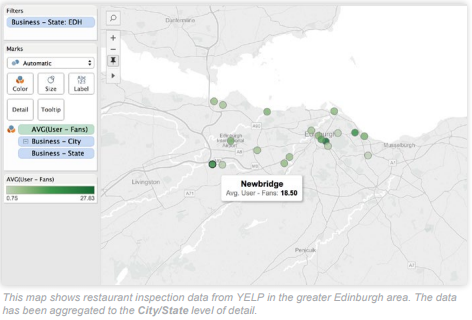 Filters
Business - State: EDH
Marks
Automatic
Color
Size
Label
Detail
Tooltip
AVG(User - Fans)
Business - City
Business - State
AVG(User - Fans)
0.75
27.83
Dunfermline
Edinburgh
Edinburgh
International
Airport
Musselburgh
Livingston
Penicuik
Newbridge
Avg. User - Fans: 18.50
This map shows restaurant inspection data from YELP in the greater Edinburgh area. The data
has been aggregated to the City/State level of detail.